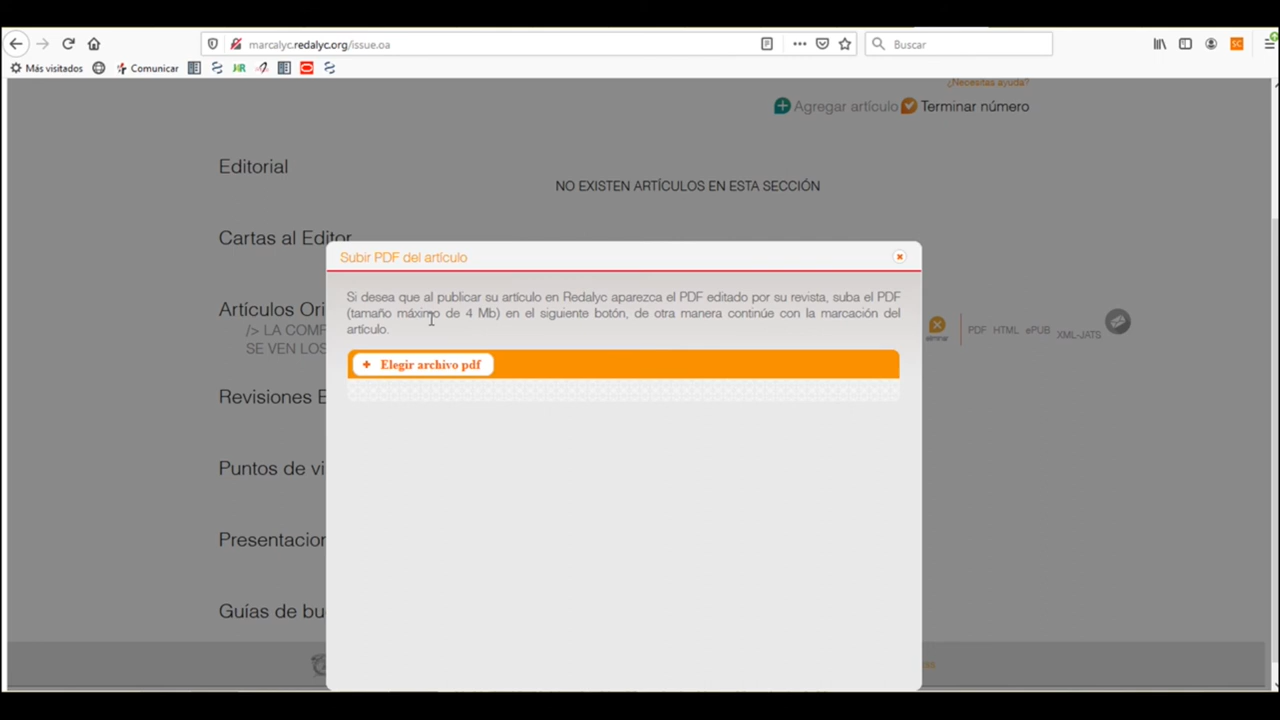 marcalyc.redalyc.org/issue.oa
Buscar
SC
Más visitados
Comunicar
¿Necesitas ayuda?
Agregar artículo
Terminar número
Editorial
NO EXISTEN ARTÍCULOS EN ESTA SECCIÓN
Cartas al Editor
Subir PDF del artículo
Si desea que al publicar su artículo en Redalyc aparezca el PDF editado por su revista, suba el PDF
(tamaño máximo de 4 Mb) en el siguiente botón, de otra manera continúe con la marcación del
artículo.
+ Elegir archivo pdf
Artículos Ori
/> LA COMP
SE VEN LOS
eliminar
PDF HTML ePUB XML-JATS
Revisiones B
Puntos de vi
Presentacion
Guías de bu